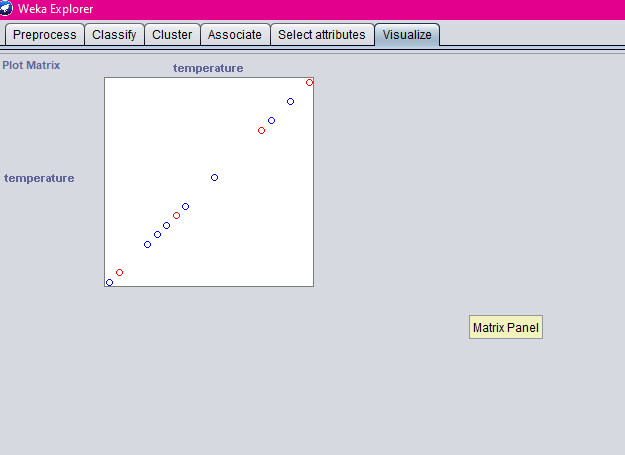 Weka Explorer
Preprocess Classify Cluster Associate Select attributes Visualize
Plot Matrix
temperature
temperature
Matrix Panel